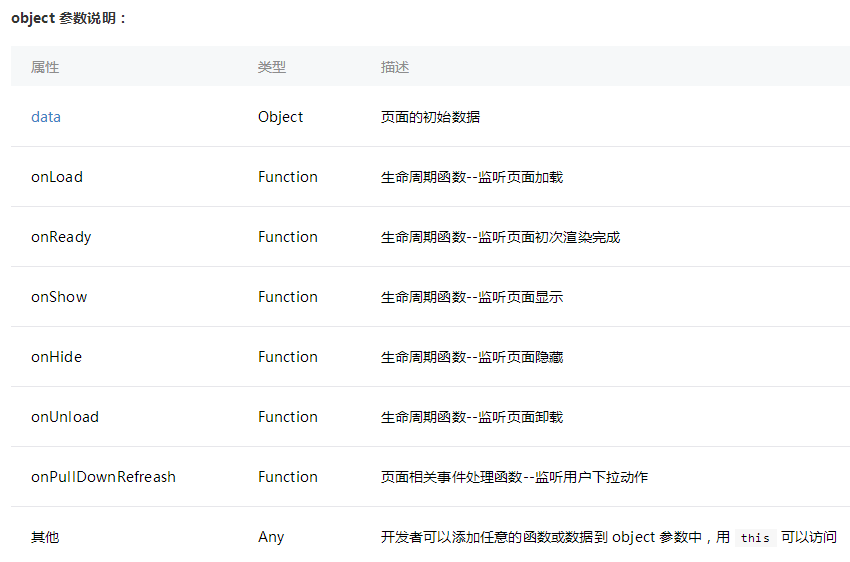 object 参数说明：
属性 类型 描述
data Object 页面的初始数据
onLoad Function 生命周期函数--监听页面加载
onReady Function 生命周期函数--监听页面初次渲染完成
onShow Function 生命周期函数--监听页面显示
onHide Function 生命周期函数--监听页面隐藏
onUnload Function 生命周期函数--监听页面卸载
onPullDownRefreash Function 页面相关事件处理函数--监听用户下拉动作
其他 Any 开发者可以添加任意的函数或数据到 object 参数中，用 this 可以访问